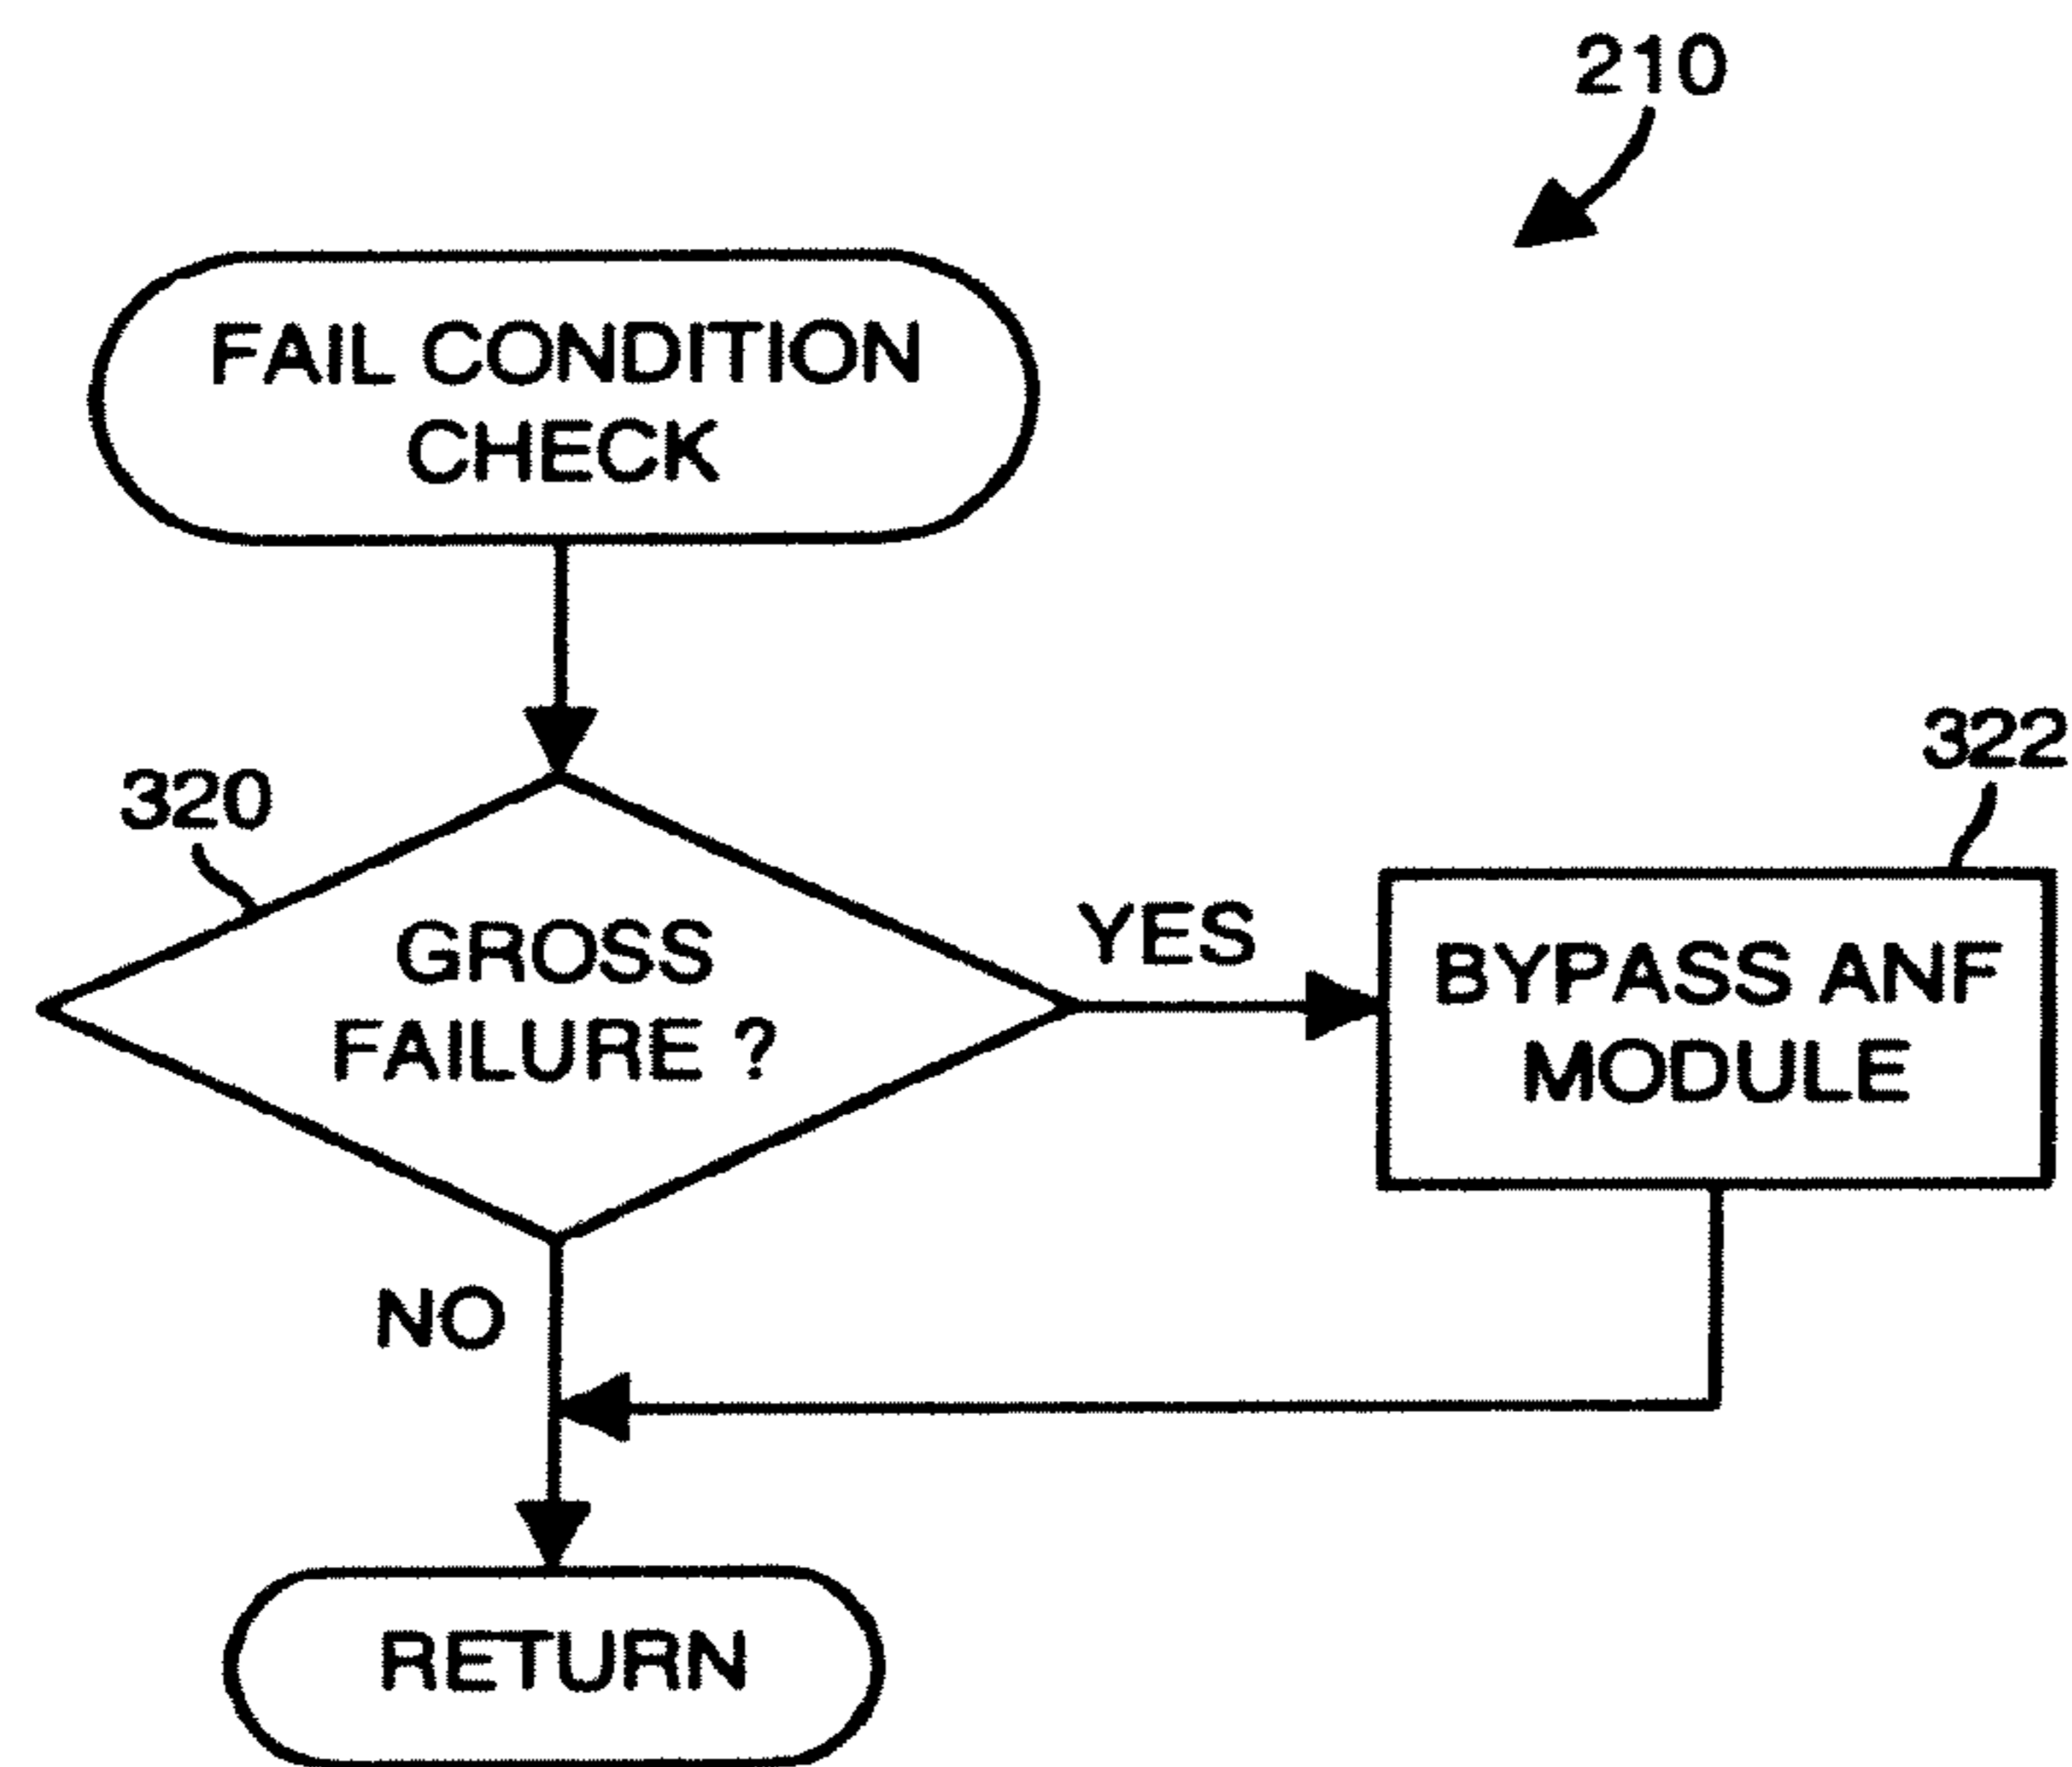 210
FAIL CONDITION
CHECK
320
GROSS
FAILURE ?
YES
322
BYPASS ANF
MODULE
NO
RETURN